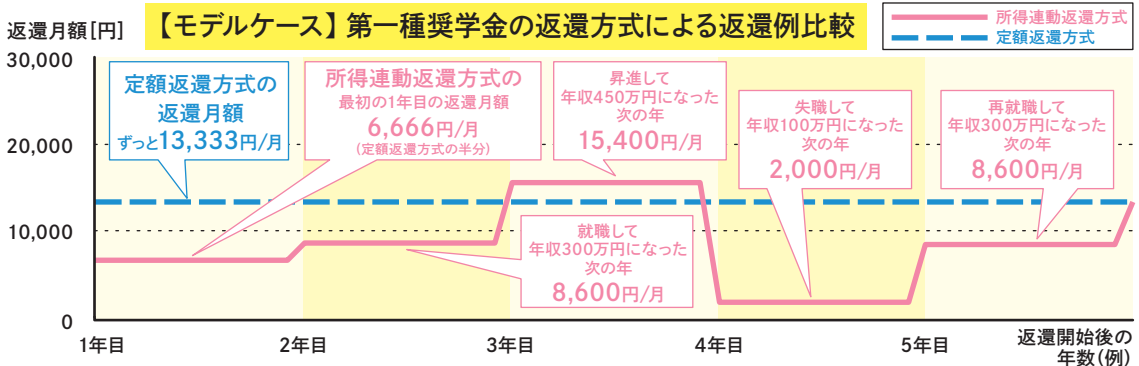 返還月額[円]
【モデルケース】第一種奨学金の返還方式による返還例比較
所得連動返還方式
定額返還方式
30,000
20,000
10,000
0
定額返還方式の
返還月額
ずっと13,333円/月
所得連動返還方式の
最初の1年目の返還月額
6,666円/月
(定額返還方式の半分)
昇進して
年収450万円になった
次の年
15,400円/月
失職して
年収100万円になった
次の年
2,000円/月
再就職して
年収300万円になった
次の年
8,600円/月
就職して
年収300万円になった
次の年
8,600円/月
1年目
2年目
3年目
4年目
5年目
返還開始後の
年数(例)